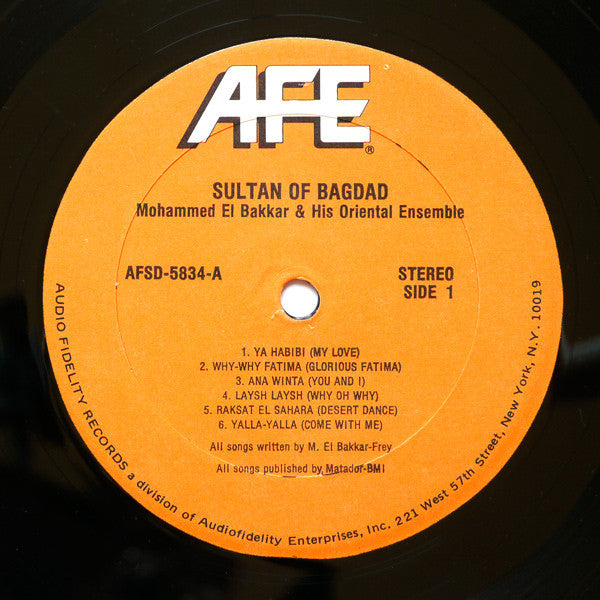 AFE®
SULTAN OF BAGDAD
Mohammed El Bakkar & His Oriental Ensemble
AFSD-5834-A
STEREO
SIDE 1
1. YA HABIBI (MY LOVE)
2. WHY-WHY FATIMA (GLORIOUS FATIMA)
3. ANA WINTA (YOU AND I)
4. LAYSH LAYSH (WHY OH WHY)
5. RAKSAT EL SAHARA (DESERT DANCE)
6. YALLA-YALLA (COME WITH ME)
All songs written by M. El Bakkar-Frey
All songs published by Matador-BMI
AUDIO FIDELITY RECORDS a division of Audiofidelity Enterprises, Inc. 221 West 57th Street, New York, N.Y. 10019